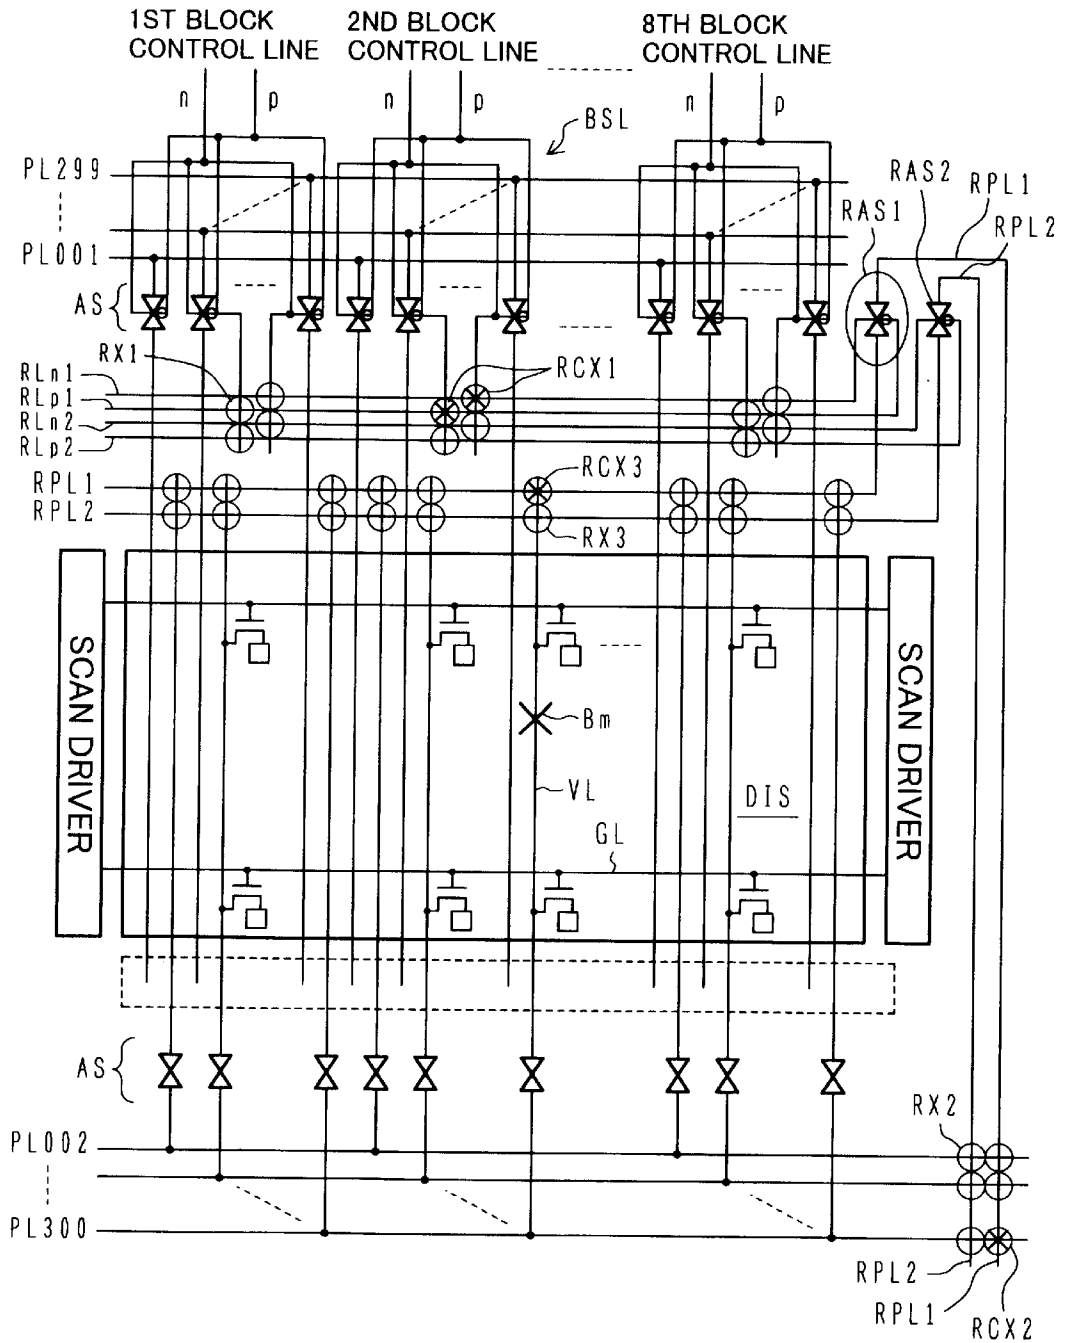 1ST BLOCK
CONTROL LINE
2ND BLOCK
CONTROL LINE
8TH BLOCK
CONTROL LINE
n
p
n
p
n
p
BSL
PL299
PL001
AS
RAS2
RPL1
RAS1
RPL2
RX1
RCX1
RLn1
RLp1
RLn2
RLp2
RPL1
RPL2
RCX3
RX3
SCAN DRIVER
SCAN DRIVER
Bm
VL
DIS
GL
AS
RX2
PL002
PL300
RPL2
RPL1
RCX2